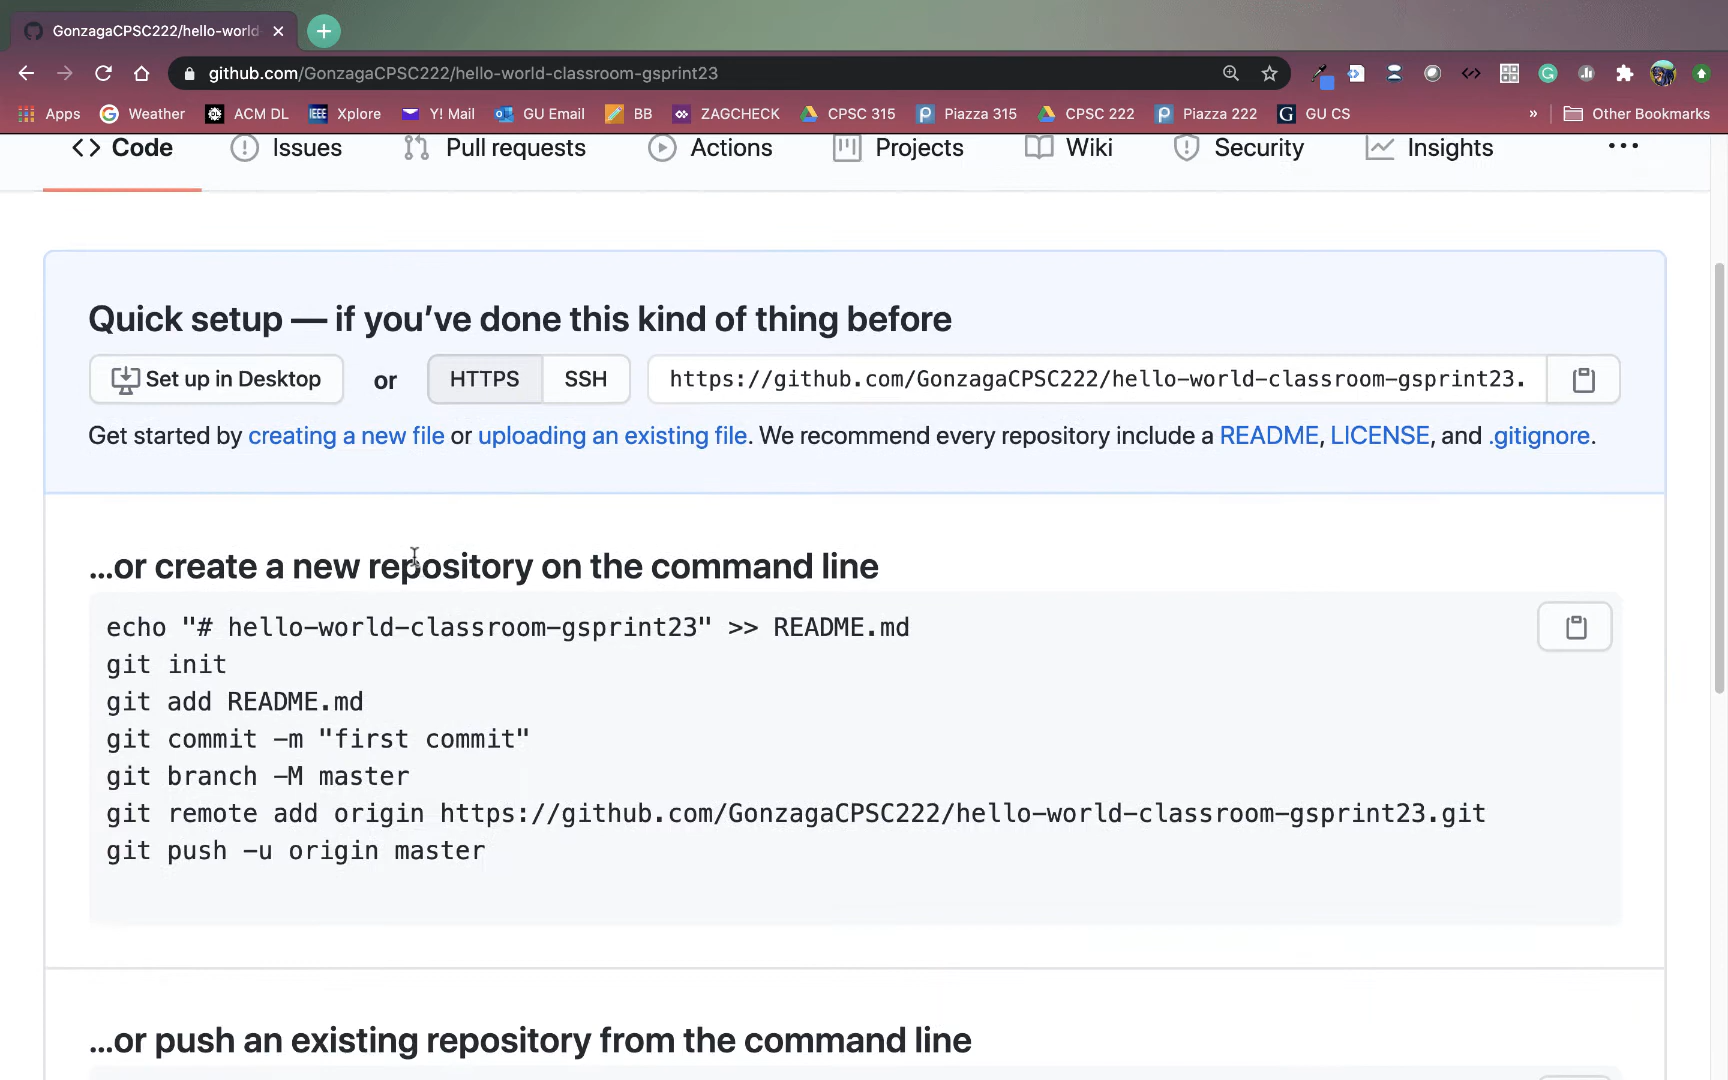 GonzagaCPSC222/hello-world-
github.com/GonzagaCPSC222/hello-world-classroom-gsprint23
Apps Weather ACM DL IEEE Xplore Y! Mail GU Email BB ZAGCHECK CPSC 315 Piazza 315 CPSC 222 Piazza 222 G GU CS » Other Bookmarks
Code Issues Pull requests Actions Projects Wiki Security Insights ...
Quick setup — if you’ve done this kind of thing before
Set up in Desktop or HTTPS SSH https://github.com/GonzagaCPSC222/hello-world-classroom-gsprint23.
Get started by creating a new file or uploading an existing file. We recommend every repository include a README, LICENSE, and .gitignore.
…or create a new repository on the command line
echo "# hello-world-classroom-gsprint23" >> README.md
git init
git add README.md
git commit -m "first commit"
git branch -M master
git remote add origin https://github.com/GonzagaCPSC222/hello-world-classroom-gsprint23.git
git push -u origin master
…or push an existing repository from the command line